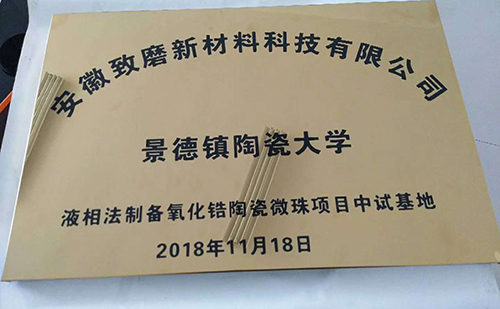 安徽致磨新材料科技有限公司
景德镇陶瓷大学
液相法制备氧化锆陶瓷微珠项目中试基地
2018年11月18日